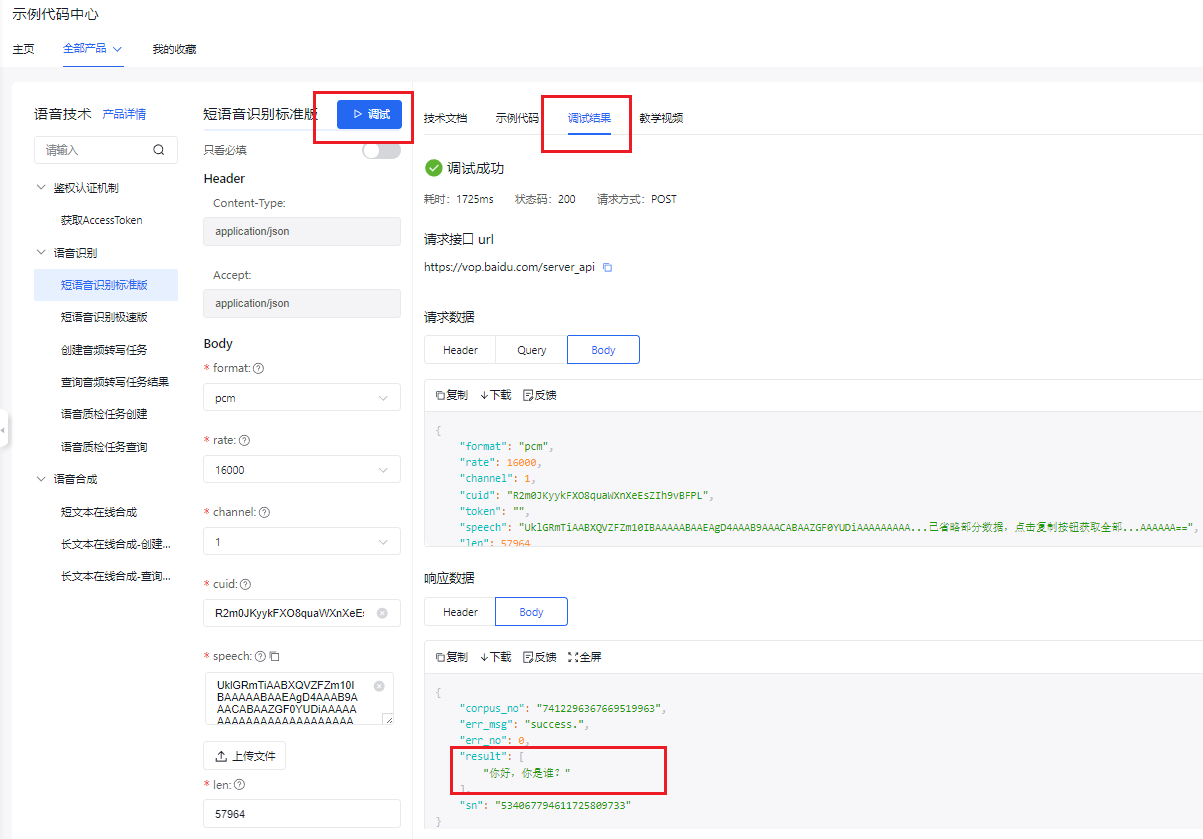 示例代码中心
主页 全部产品 我的收藏
语音技术 产品详情
请输入
鉴权认证机制
获取AccessToken
语音识别
短语音识别标准版
短语音识别极速版
创建音频转写任务
查询音频转写任务结果
语音质检任务创建
语音质检任务查询
语音合成
短文本在线合成
长文本在线合成-创建...
长文本在线合成-查询...
短语音识别标准版 调试
只看必填
Header
Content-Type:
application/json
Accept:
application/json
Body
* format:
pcm
* rate:
16000
* channel:
1
* cuid:
R2m0JKyykFXO8quaWXnXeE
* speech:
UklGRmTiAABXQVZFZm10I
BAAAAABAAEAgD4AAAB9A
AACABAAZGF0YUDiAAAAA
AAAAAAAAAAAAAAAAAAAA
上传文件
* len:
57964
技术文档 示例代码 调试结果 教学视频
调试成功
耗时：1725ms 状态码：200 请求方式：POST
请求接口 url
https://vop.baidu.com/server_api
请求数据
Header Query Body
复制 下载 反馈
{
"format": "pcm",
"rate": 16000,
"channel": 1,
"cuid": "R2m0JKyykFXO8quaWXnXeEsZIh9vBFPL",
"token": "",
"speech": "UklGRmTiAABXQVZFZm10IBAAAAABAAEAgD4AAAB9AAACABAAZGF0YUDiAAAAAAAAA...已省略部分数据，点击复制按钮获取全部...AAAAAA==",
"len": 57964
响应数据
Header Body
复制 下载 反馈 全屏
{
"corpus_no": "7412296367669519963",
"err_msg": "success.",
"err_no": 0,
"result": [
"你好，你是谁？"
],
"sn": "534067794611725809733"
}